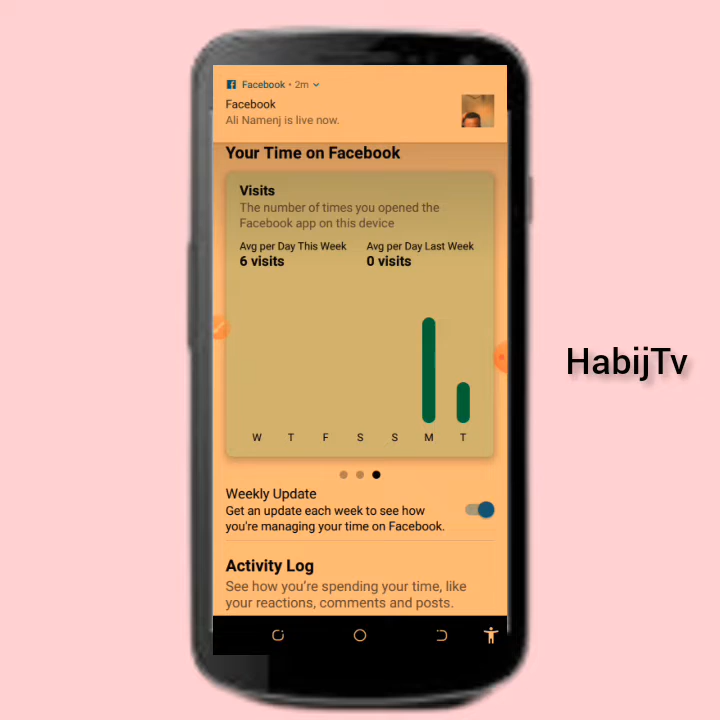 Facebook • 2m
Facebook
Ali Namenj is live now.
Your Time on Facebook
Visits
The number of times you opened the
Facebook app on this device
Avg per Day This Week Avg per Day Last Week
6 visits 0 visits
HabijTv
W T F S S M T
Weekly Update
Get an update each week to see how
you're managing your time on Facebook.
Activity Log
See how you're spending your time, like
your reactions, comments and posts.